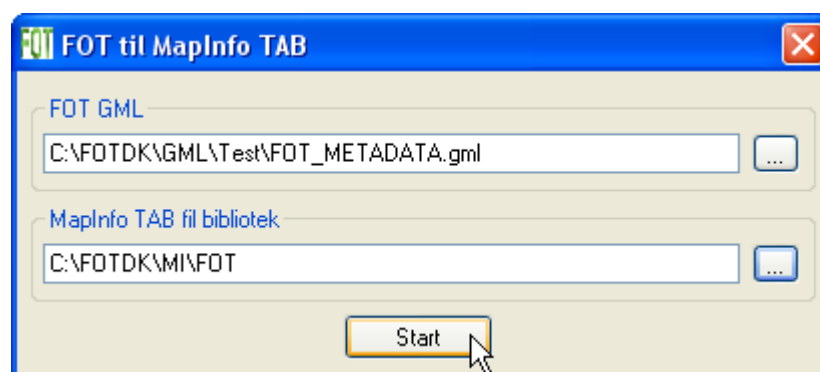 FOT FOT til MapInfo TAB
FOT GML
C:\FOTDK\GML\Test\FOT_METADATA.gml
...
MapInfo TAB fil bibliotek
C:\FOTDK\MI\FOT
...
Start